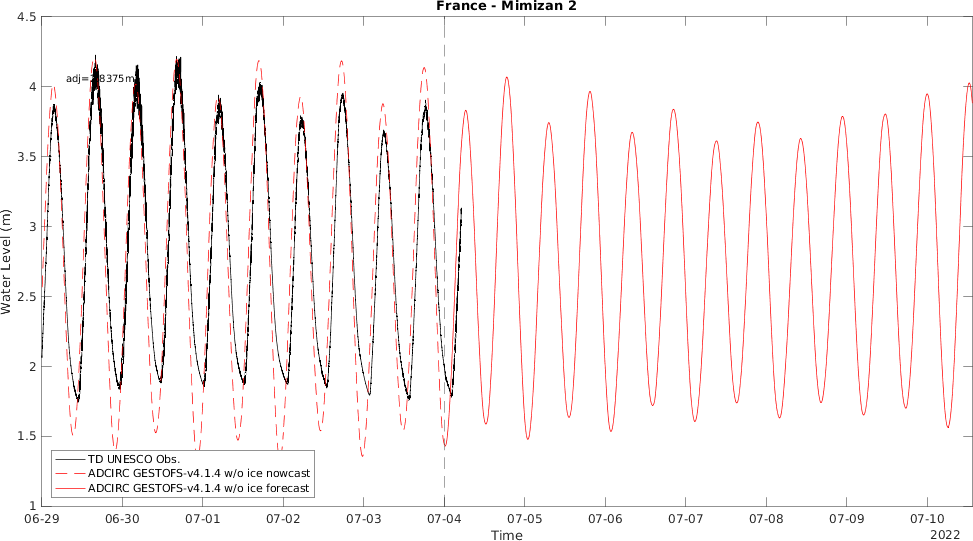 France - Mimizan 2
4.5
4
3.5
3
2.5
2
1.5
1
Water Level (m)
TD UNESCO Obs.
ADCIRC GESTOFS-v4.1.4 w/o ice nowcast
ADCIRC GESTOFS-v4.1.4 w/o ice forecast
06-29 06-30 07-01 07-02 07-03 07-04 07-05 07-06 07-07 07-08 07-09 07-10
Time
2022